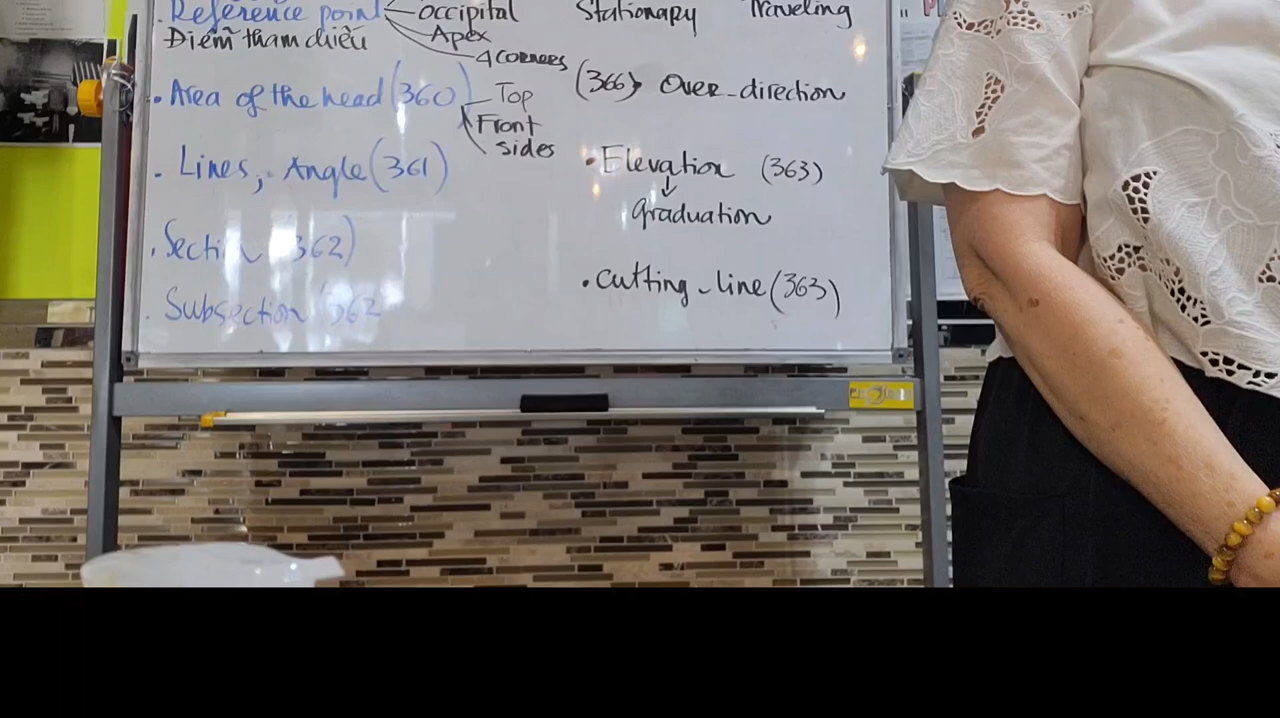 . Reference point occipital
Điểm tham chiếu Apex
4 corners
• Area of the head (360) Top
Front
sides
. Lines, Angle (361)
. Section (362)
. Subsection (362
Stationary Traveling
(366) Over-direction
• Elevation (363)
graduation
• Cutting-line (363)